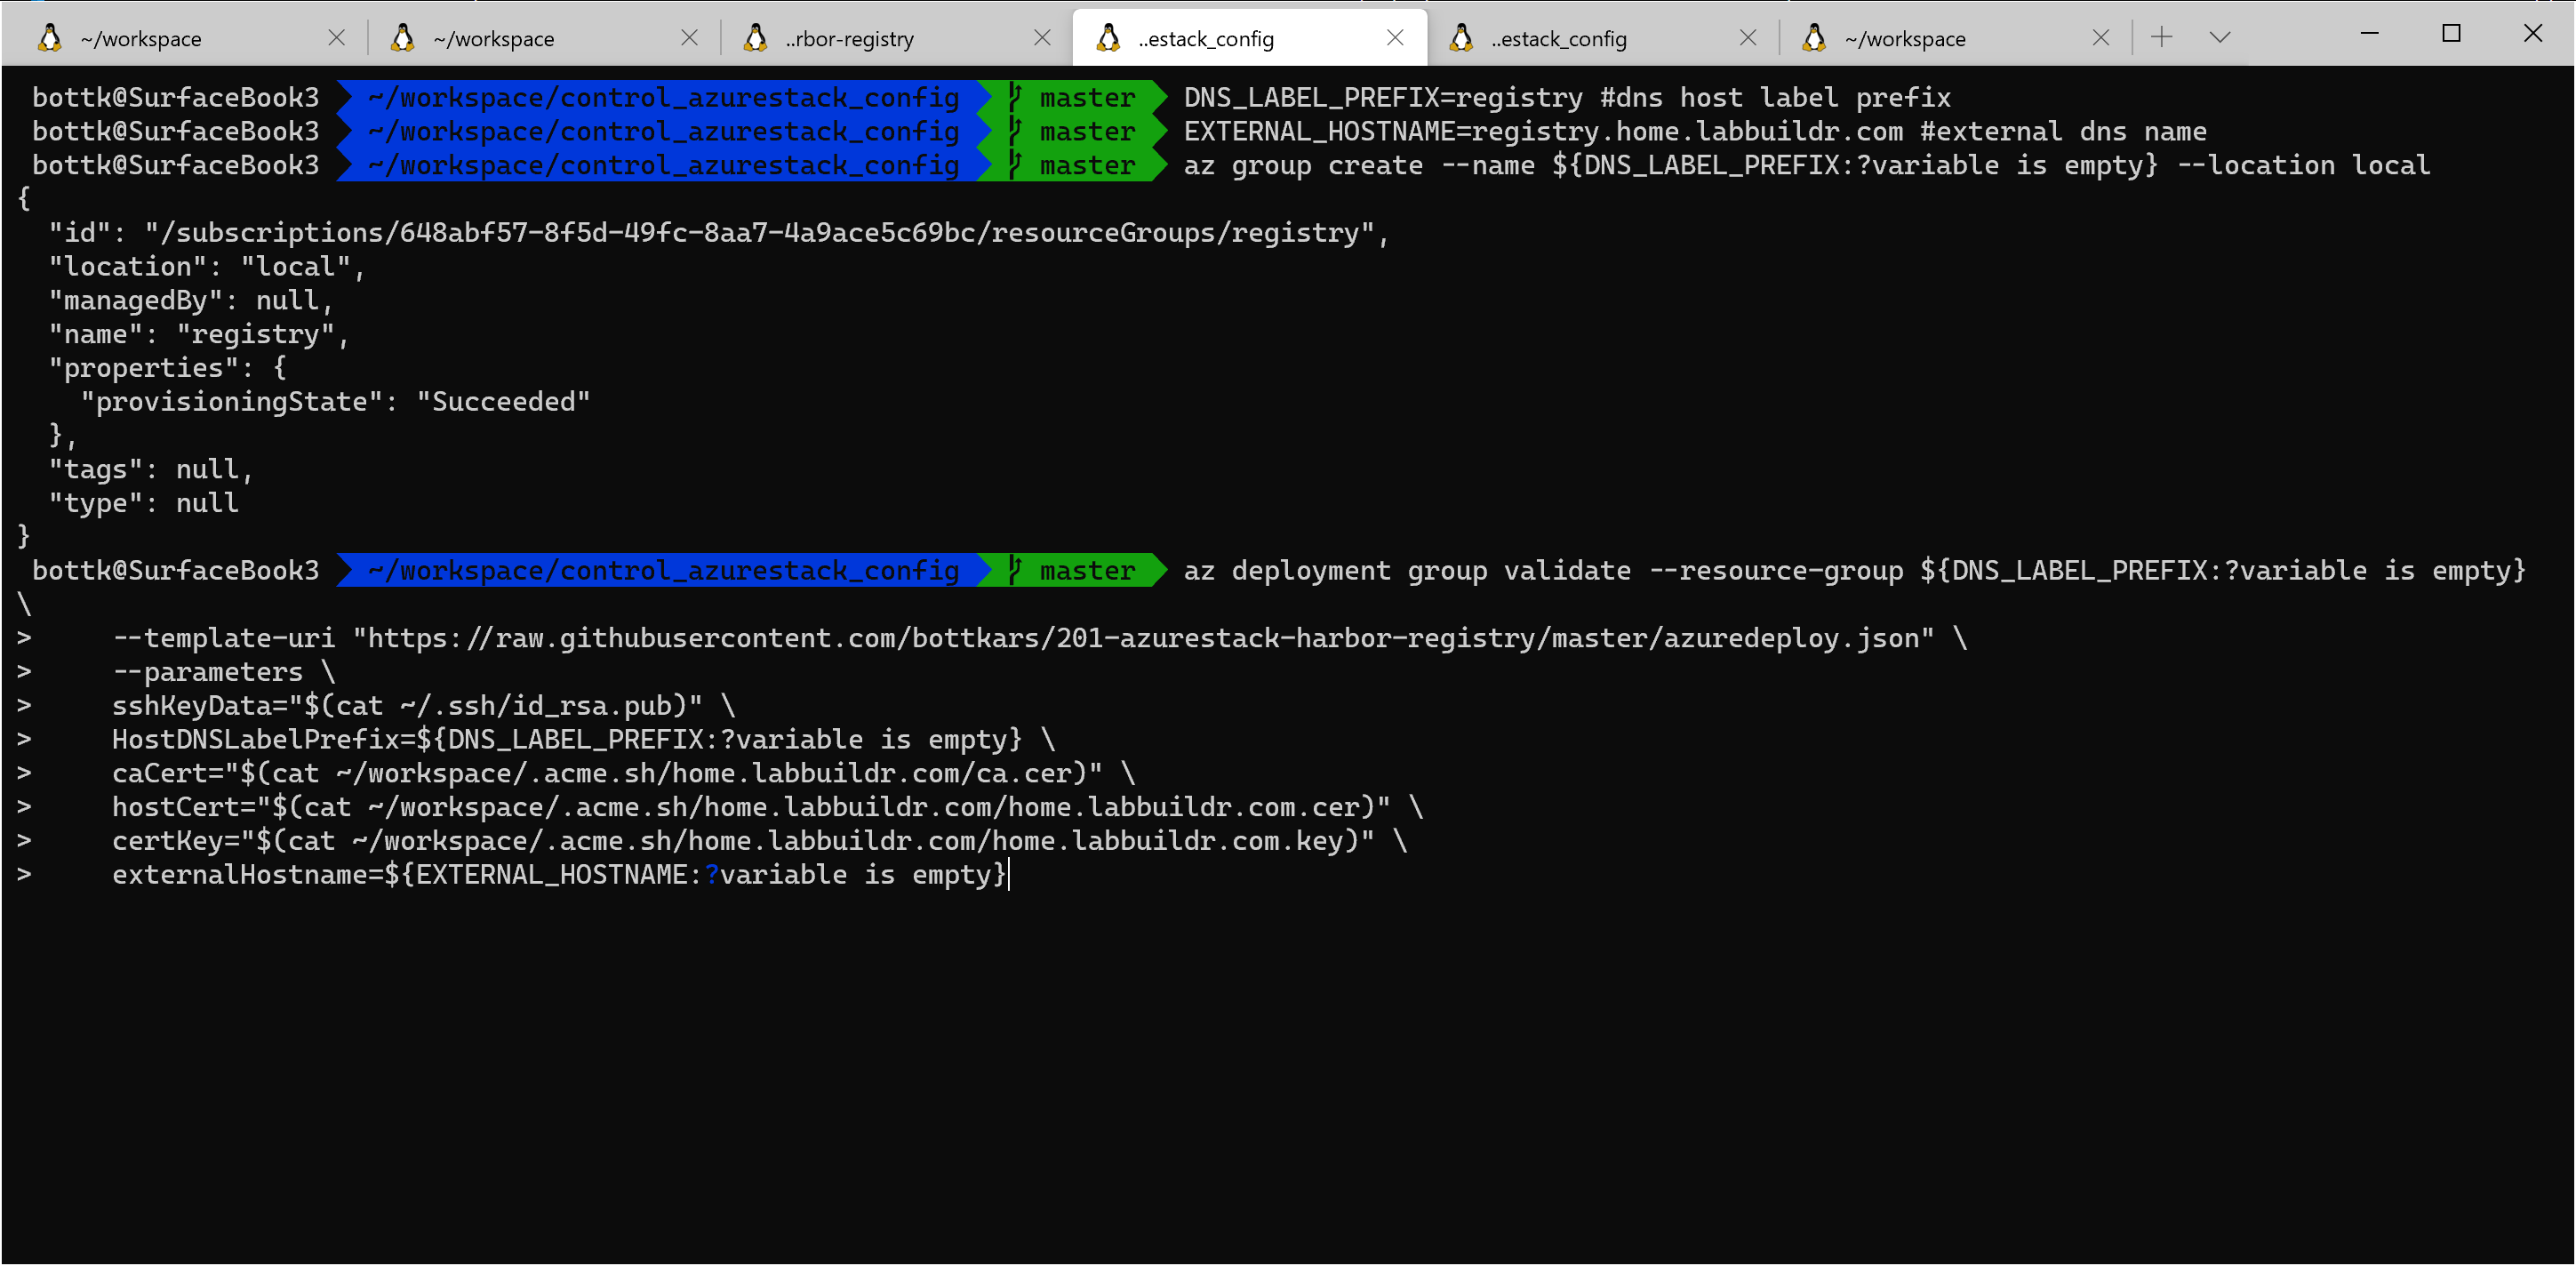 ~/workspace ~/workspace ..rbor-registry ..estack_config ..estack_config ~/workspace
bottk@SurfaceBook3 ~/workspace/control_azurestack_config master DNS_LABEL_PREFIX=registry #dns host label prefix
bottk@SurfaceBook3 ~/workspace/control_azurestack_config master EXTERNAL_HOSTNAME=registry.home.labbuildr.com #external dns name
bottk@SurfaceBook3 ~/workspace/control_azurestack_config master az group create --name ${DNS_LABEL_PREFIX:?variable is empty} --location local
{
  "id": "/subscriptions/648abf57-8f5d-49fc-8aa7-4a9ace5c69bc/resourceGroups/registry",
  "location": "local",
  "managedBy": null,
  "name": "registry",
  "properties": {
    "provisioningState": "Succeeded"
  },
  "tags": null,
  "type": null
}
bottk@SurfaceBook3 ~/workspace/control_azurestack_config master az deployment group validate --resource-group ${DNS_LABEL_PREFIX:?variable is empty}
\
>     --template-uri "https://raw.githubusercontent.com/bottkars/201-azurestack-harbor-registry/master/azuredeploy.json" \
>     --parameters \
>     sshKeyData="$(cat ~/.ssh/id_rsa.pub)" \
>     HostDNSLabelPrefix=${DNS_LABEL_PREFIX:?variable is empty} \
>     caCert="$(cat ~/workspace/.acme.sh/home.labbuildr.com/ca.cer)" \
>     hostCert="$(cat ~/workspace/.acme.sh/home.labbuildr.com/home.labbuildr.com.cer)" \
>     certKey="$(cat ~/workspace/.acme.sh/home.labbuildr.com/home.labbuildr.com.key)" \
>     externalHostname=${EXTERNAL_HOSTNAME:?variable is empty}